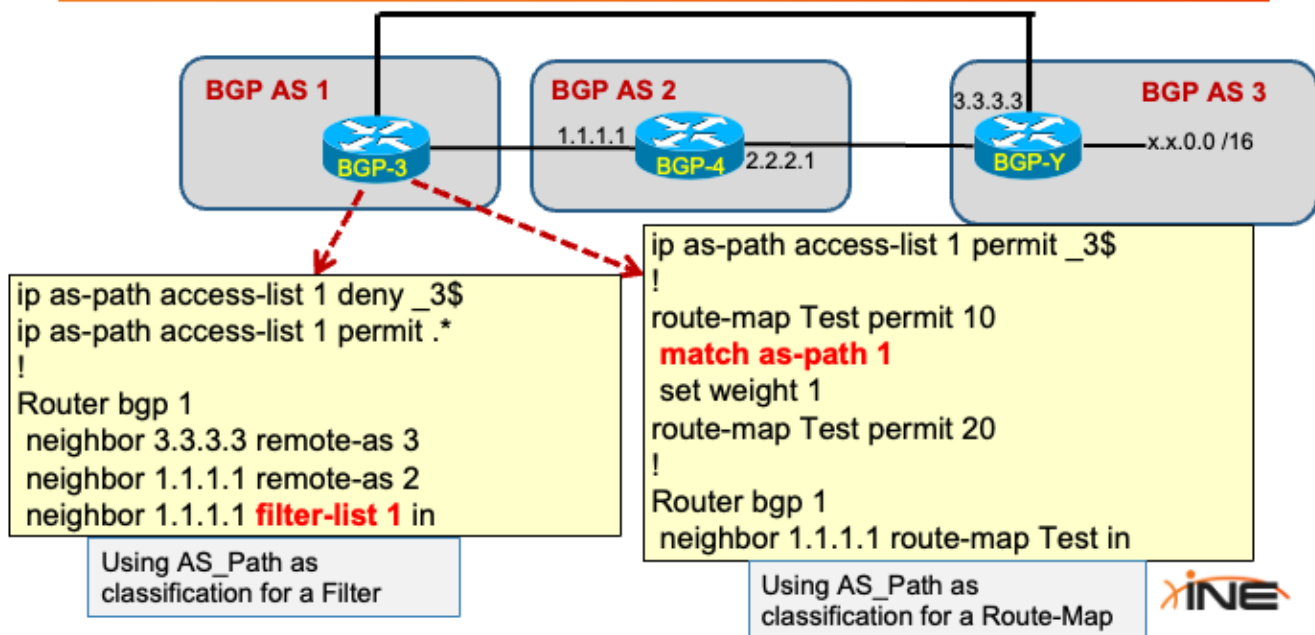 BGP AS 1
BGP AS 2
BGP AS 3
3.3.3.3
1.1.1.1
2.2.2.1
x.x.0.0 /16
BGP-3
BGP-4
BGP-Y
ip as-path access-list 1 deny _3$
ip as-path access-list 1 permit .*
!
Router bgp 1
neighbor 3.3.3.3 remote-as 3
neighbor 1.1.1.1 remote-as 2
neighbor 1.1.1.1 filter-list 1 in
Using AS_Path as
classification for a Filter
ip as-path access-list 1 permit _3$
!
route-map Test permit 10
match as-path 1
set weight 1
route-map Test permit 20
!
Router bgp 1
neighbor 1.1.1.1 route-map Test in
Using AS_Path as
classification for a Route-Map
INE